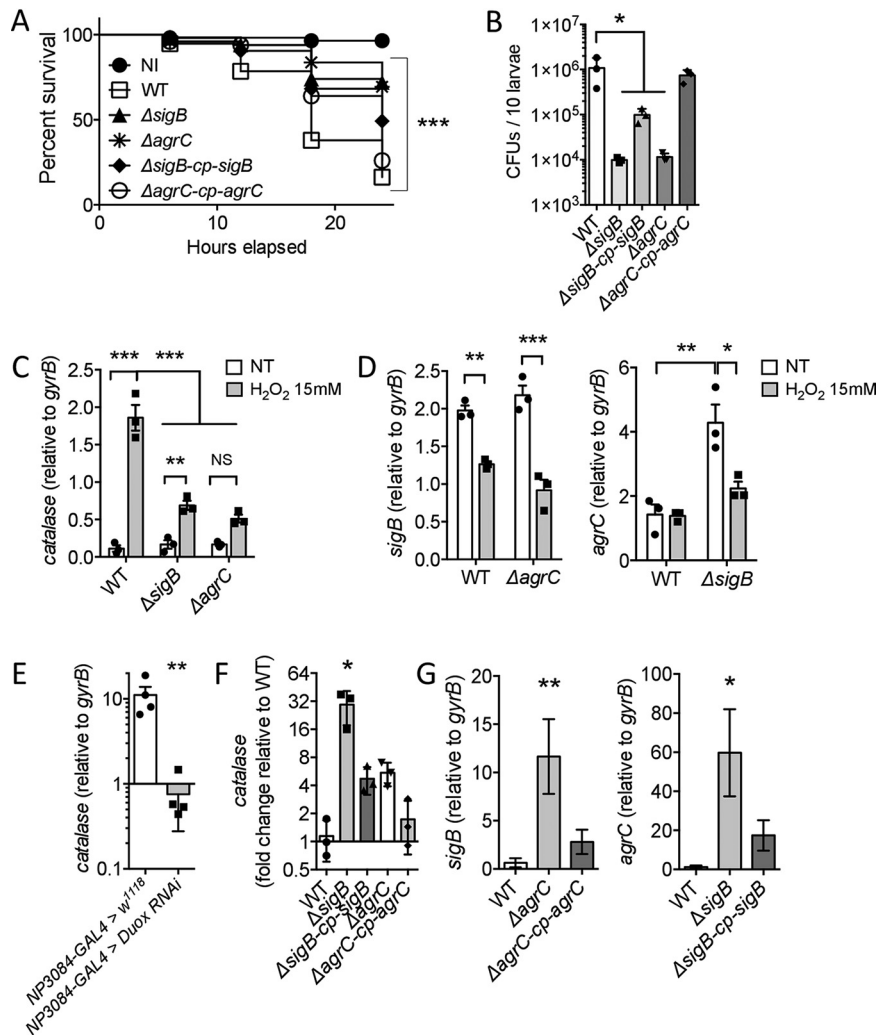 A
Percent survival
100
50
0
0
10
20
Hours elapsed
NI
WT
ΔsigB
ΔagrC
ΔsigB-cp-sigB
ΔagrC-cp-agrC
***
B
CFUs / 10 larvae
1×10⁷
1×10⁶
1×10⁵
1×10⁴
1×10³
*
WT
ΔsigB
ΔsigB-cp-sigB
ΔagrC
ΔagrC-cp-agrC
C
catalase (relative to gyrB)
2.5
2.0
1.5
1.0
0.5
0.0
NT
H₂O₂ 15mM
***
***
**
NS
WT
ΔsigB
ΔagrC
D
sigB (relative to gyrB)
2.5
2.0
1.5
1.0
0.5
0.0
**
***
WT
ΔagrC
agrC (relative to gyrB)
6
4
2
0
**
*
NT
H₂O₂ 15mM
WT
ΔsigB
E
catalase (relative to gyrB)
10
1
0.1
**
NP3084-GAL4 > w¹¹¹⁸
NP3084-GAL4 > Duox RNAi
F
catalase
(fold change relative to WT)
64
32
16
8
4
2
1
0.5
*
WT
ΔsigB
ΔsigB-cp-sigB
ΔagrC
ΔagrC-cp-agrC
G
sigB (relative to gyrB)
20
15
10
5
0
**
WT
ΔagrC
ΔagrC-cp-agrC
agrC (relative to gyrB)
100
80
60
40
20
0
*
WT
ΔsigB
ΔsigB-cp-sigB